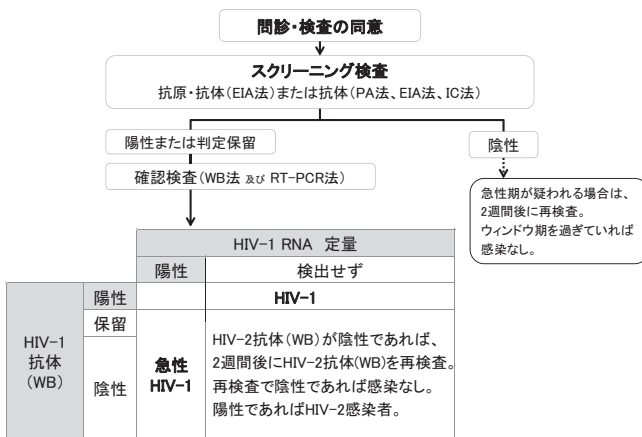 問診・検査の同意
スクリーニング検査
抗原・抗体(EIA法)または抗体(PA法、EIA法、IC法)
陽性または判定保留
陰性
確認検査(WB法 及び RT-PCR法)
急性期が疑われる場合は、
2週間後に再検査。
ウィンドウ期を過ぎていれば
感染なし。
HIV-1 RNA 定量
陽性
検出せず
HIV-1
抗体
(WB)
陽性
HIV-1
保留
陰性
急性
HIV-1
HIV-2抗体(WB)が陰性であれば、
2週間後にHIV-2抗体(WB)を再検査。
再検査で陰性であれば感染なし。
陽性であればHIV-2感染者。